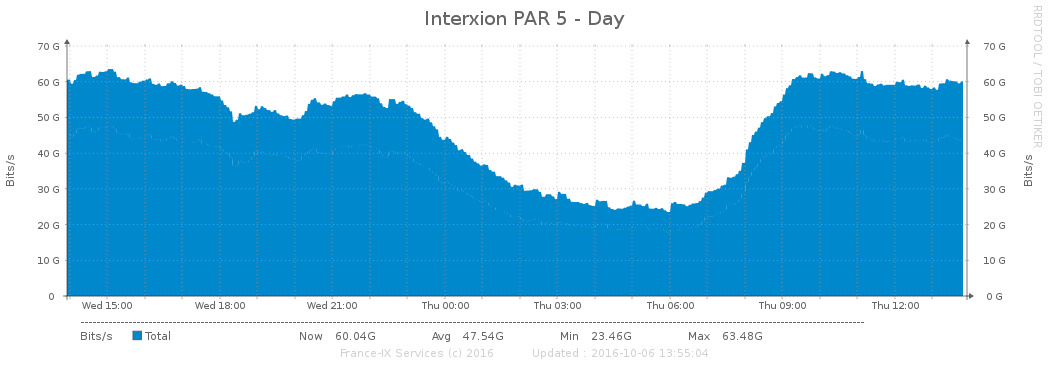 Interxion PAR 5 - Day
RRDTOOL / TOBI OETIKER
70 G 70 G
60 G 60 G
50 G 50 G
40 G 40 G
30 G 30 G
20 G 20 G
10 G 10 G
0 0 G
Bits/s
Bits/s
Wed 15:00 Wed 18:00 Wed 21:00 Thu 00:00 Thu 03:00 Thu 06:00 Thu 09:00 Thu 12:00
Bits/s Total Now 60.04G Avg 47.54G Min 23.46G Max 63.48G
France-IX Services (c) 2016 Updated : 2016-10-06 13:55:04